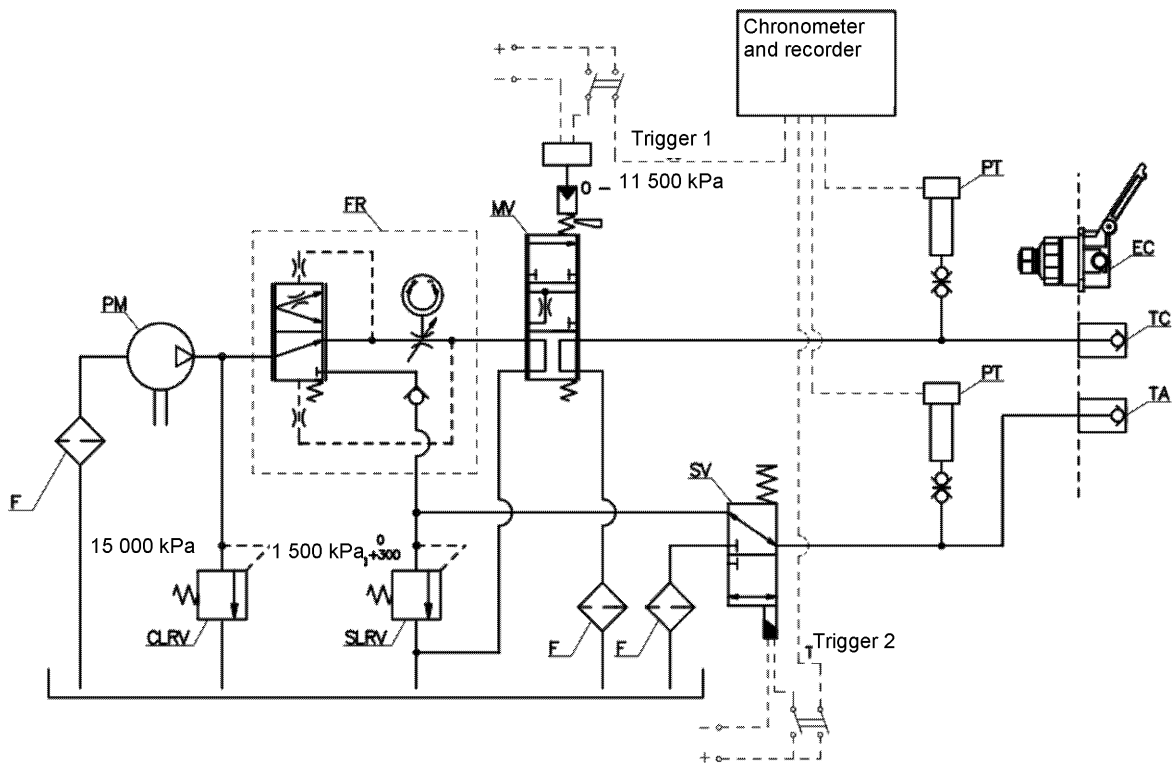 Chronometer
and recorder
+
−
Trigger 1
0 – 11 500 kPa
PT
FR
MV
EC
PM
TC
PT
TA
SV
F
15 000 kPa
1 500 kPa, 0 +300
CLRV
SLRV
F
F
Trigger 2
−
+